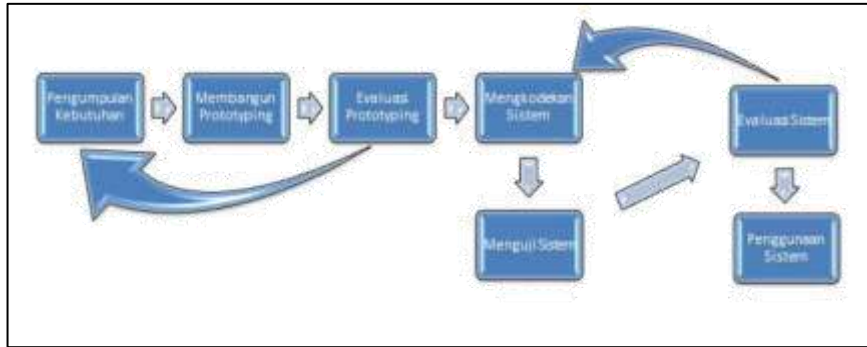 Pengumpulan
Kebutuhan
Membangun
Prototyping
Evaluasi
Prototyping
Mengkodekan
Sistem
Evaluasi Sistem
Menguji Sistem
Penggunaan
Sistem